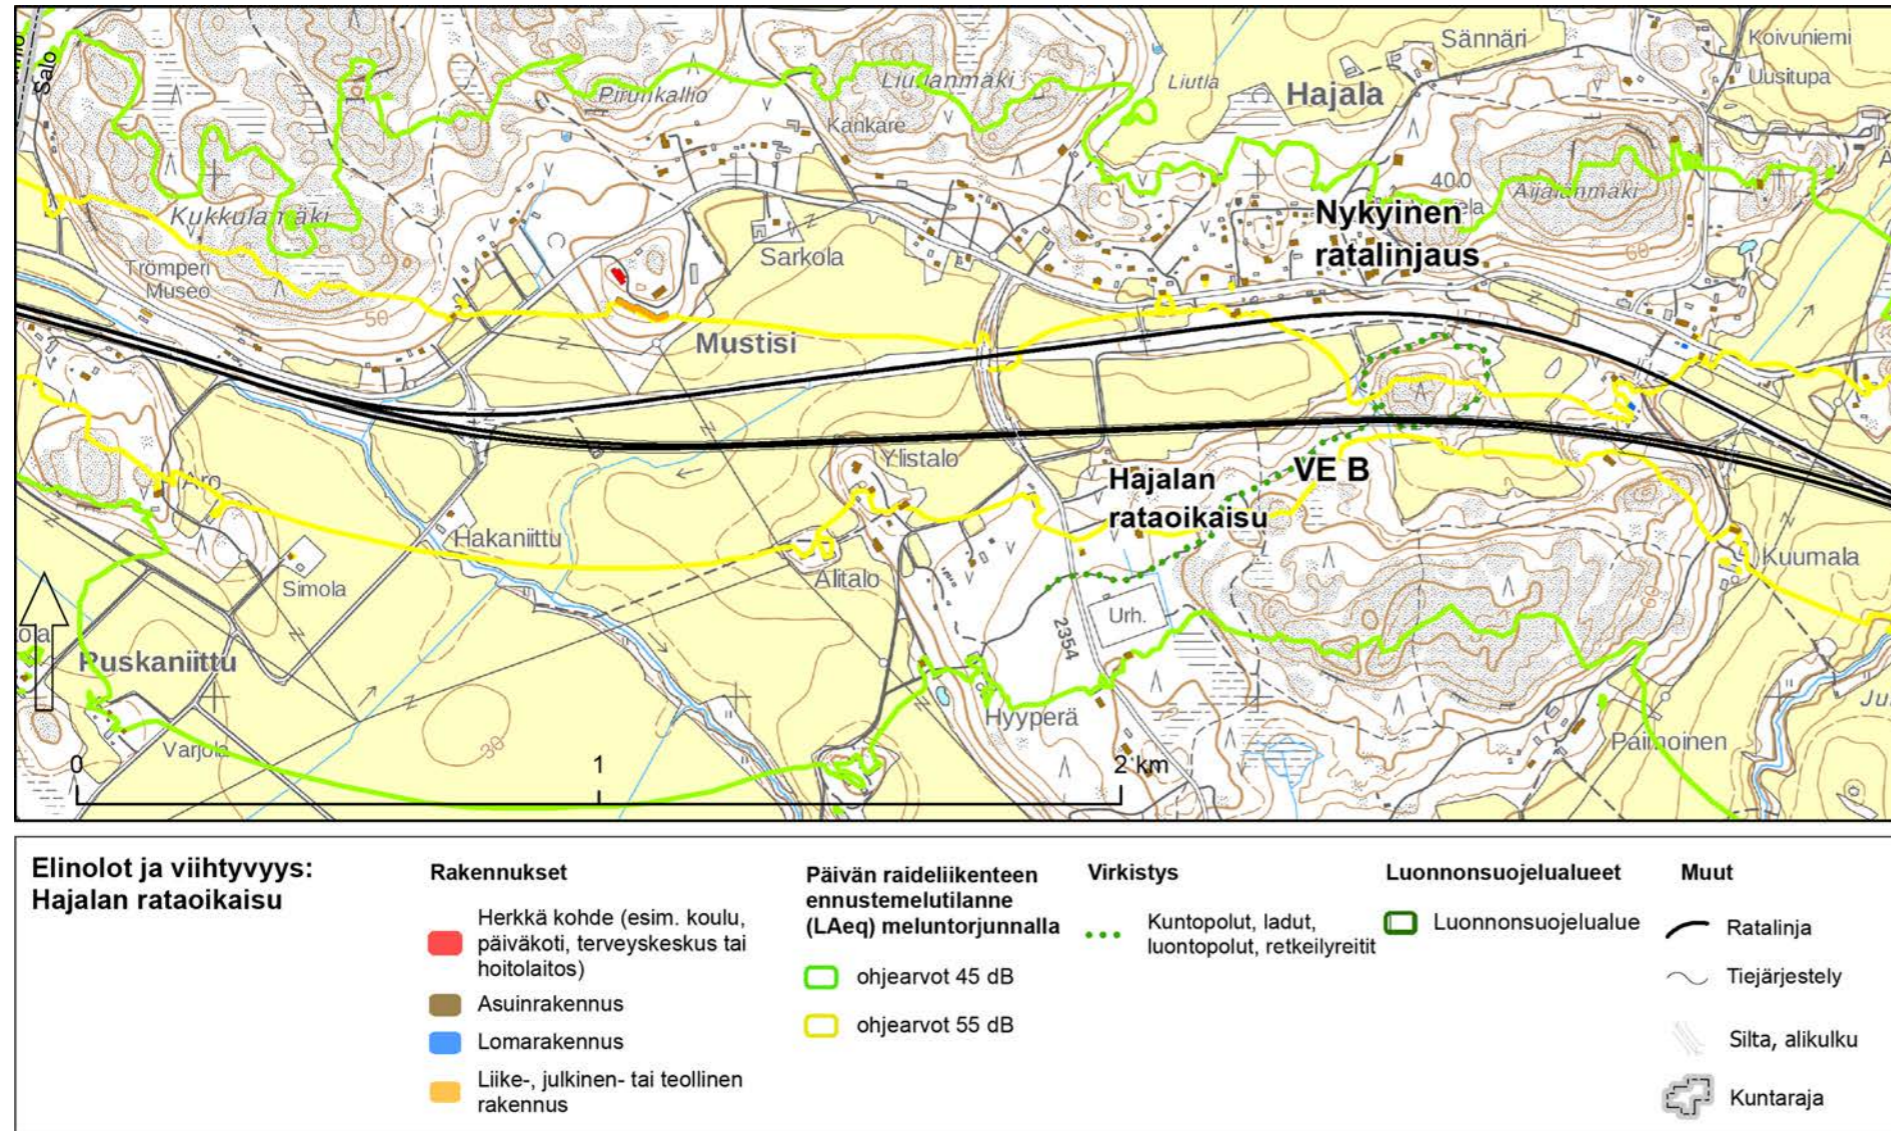 Salo
Sännäri
Koivuniemi
Uusitupa
Hajala
Liutla
Pirunkallio
Liutlanmäki
Kankare
Kukkulamäki
400
Aijalanmäki
Nykyinen
ratalinjaus
60
Trömperi
Museo
50
Sarkola
Mustisi
Ylistalo
VE B
Hajalan
rataoikaisu
Aro
Hakaniittu
Simola
Alitalo
Kuumala
Urh.
2354
60
Puskaniittu
Hyyperä
Varjola
30
Paimoinen
0 1 2 km
Elinolot ja viihtyvyys:
Hajalan rataoikaisu
Rakennukset
Herkkä kohde (esim. koulu,
päiväkoti, terveyskeskus tai
hoitolaitos)
Asuinrakennus
Lomarakennus
Liike-, julkinen- tai teollinen
rakennus
Päivän raideliikenteen
ennustemelutilanne
(LAeq) meluntorjunnalla
ohjearvot 45 dB
ohjearvot 55 dB
Virkistys
Kuntopolut, ladut,
luontopolut, retkeilyreitit
Luonnonsuojelualueet
Luonnonsuojelualue
Muut
Ratalinja
Tiejärjestely
Silta, alikulku
Kuntaraja